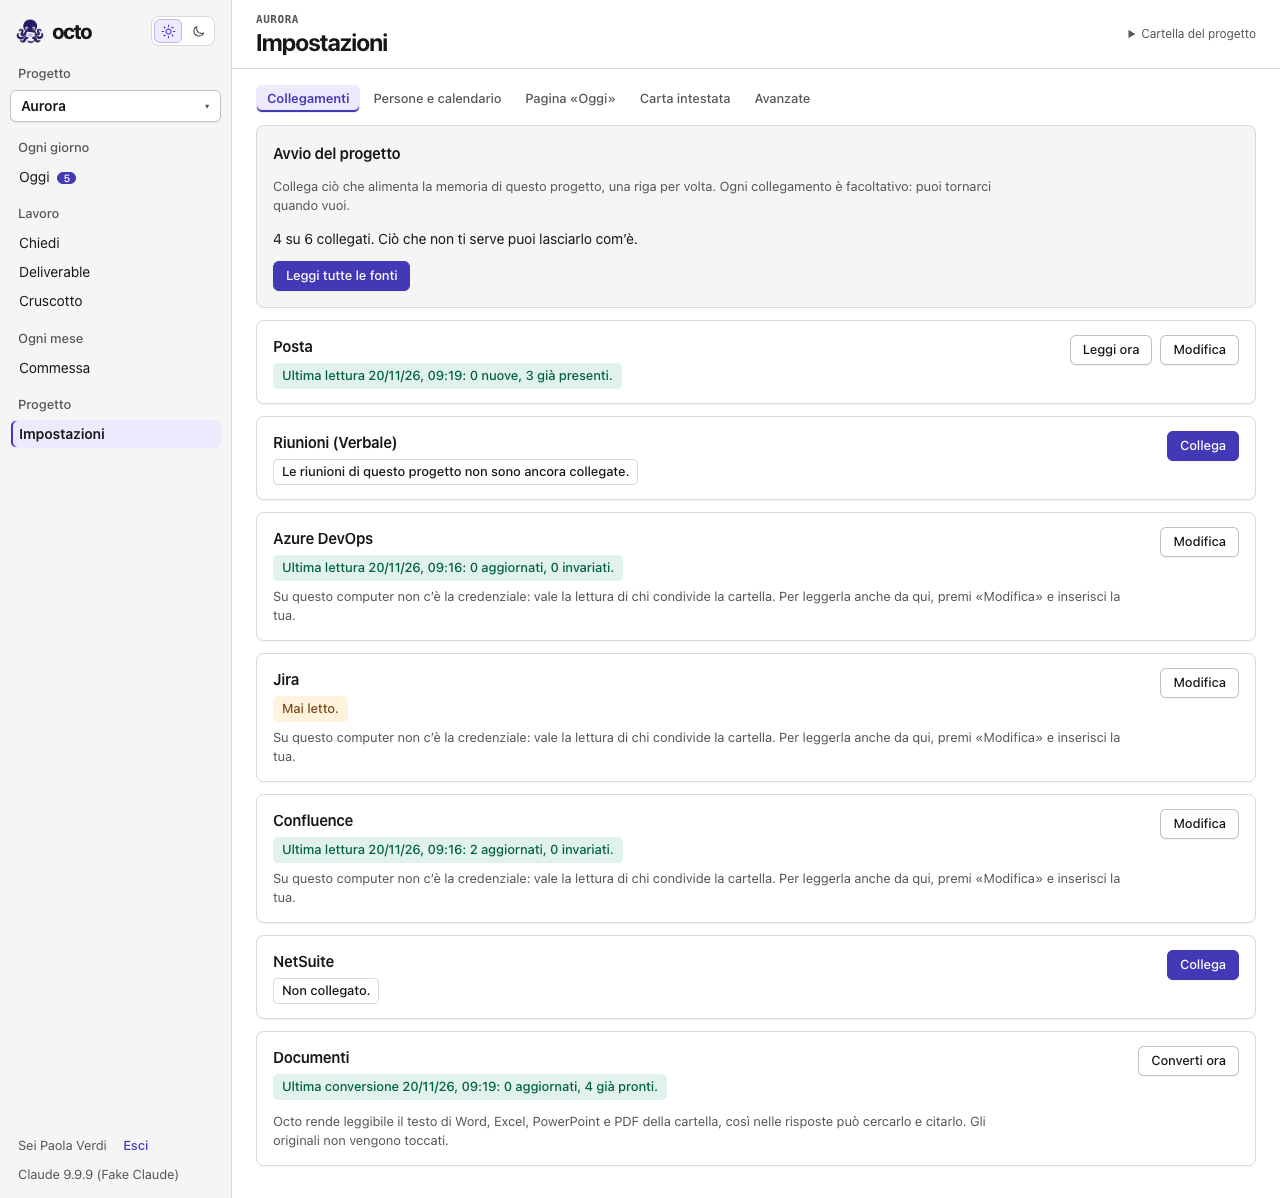 octo
Progetto
Aurora
Ogni giorno
Oggi 5
Lavoro
Chiedi
Deliverable
Cruscotto
Ogni mese
Commessa
Progetto
Impostazioni
Sei Paola Verdi Esci
Claude 9.9.9 (Fake Claude)
AURORA
Impostazioni
Cartella del progetto
Collegamenti Persone e calendario Pagina «Oggi» Carta intestata Avanzate
Avvio del progetto
Collega ciò che alimenta la memoria di questo progetto, una riga per volta. Ogni collegamento è facoltativo: puoi tornarci
quando vuoi.
4 su 6 collegati. Ciò che non ti serve puoi lasciarlo com’è.
Leggi tutte le fonti
Posta
Leggi ora Modifica
Ultima lettura 20/11/26, 09:19: 0 nuove, 3 già presenti.
Riunioni (Verbale)
Collega
Le riunioni di questo progetto non sono ancora collegate.
Azure DevOps
Modifica
Ultima lettura 20/11/26, 09:16: 0 aggiornati, 0 invariati.
Su questo computer non c’è la credenziale: vale la lettura di chi condivide la cartella. Per leggerla anche da qui, premi «Modifica» e inserisci la
tua.
Jira
Modifica
Mai letto.
Su questo computer non c’è la credenziale: vale la lettura di chi condivide la cartella. Per leggerla anche da qui, premi «Modifica» e inserisci la
tua.
Confluence
Modifica
Ultima lettura 20/11/26, 09:16: 2 aggiornati, 0 invariati.
Su questo computer non c’è la credenziale: vale la lettura di chi condivide la cartella. Per leggerla anche da qui, premi «Modifica» e inserisci la
tua.
NetSuite
Collega
Non collegato.
Documenti
Converti ora
Ultima conversione 20/11/26, 09:19: 0 aggiornati, 4 già pronti.
Octo rende leggibile il testo di Word, Excel, PowerPoint e PDF della cartella, così nelle risposte può cercarlo e citarlo. Gli
originali non vengono toccati.